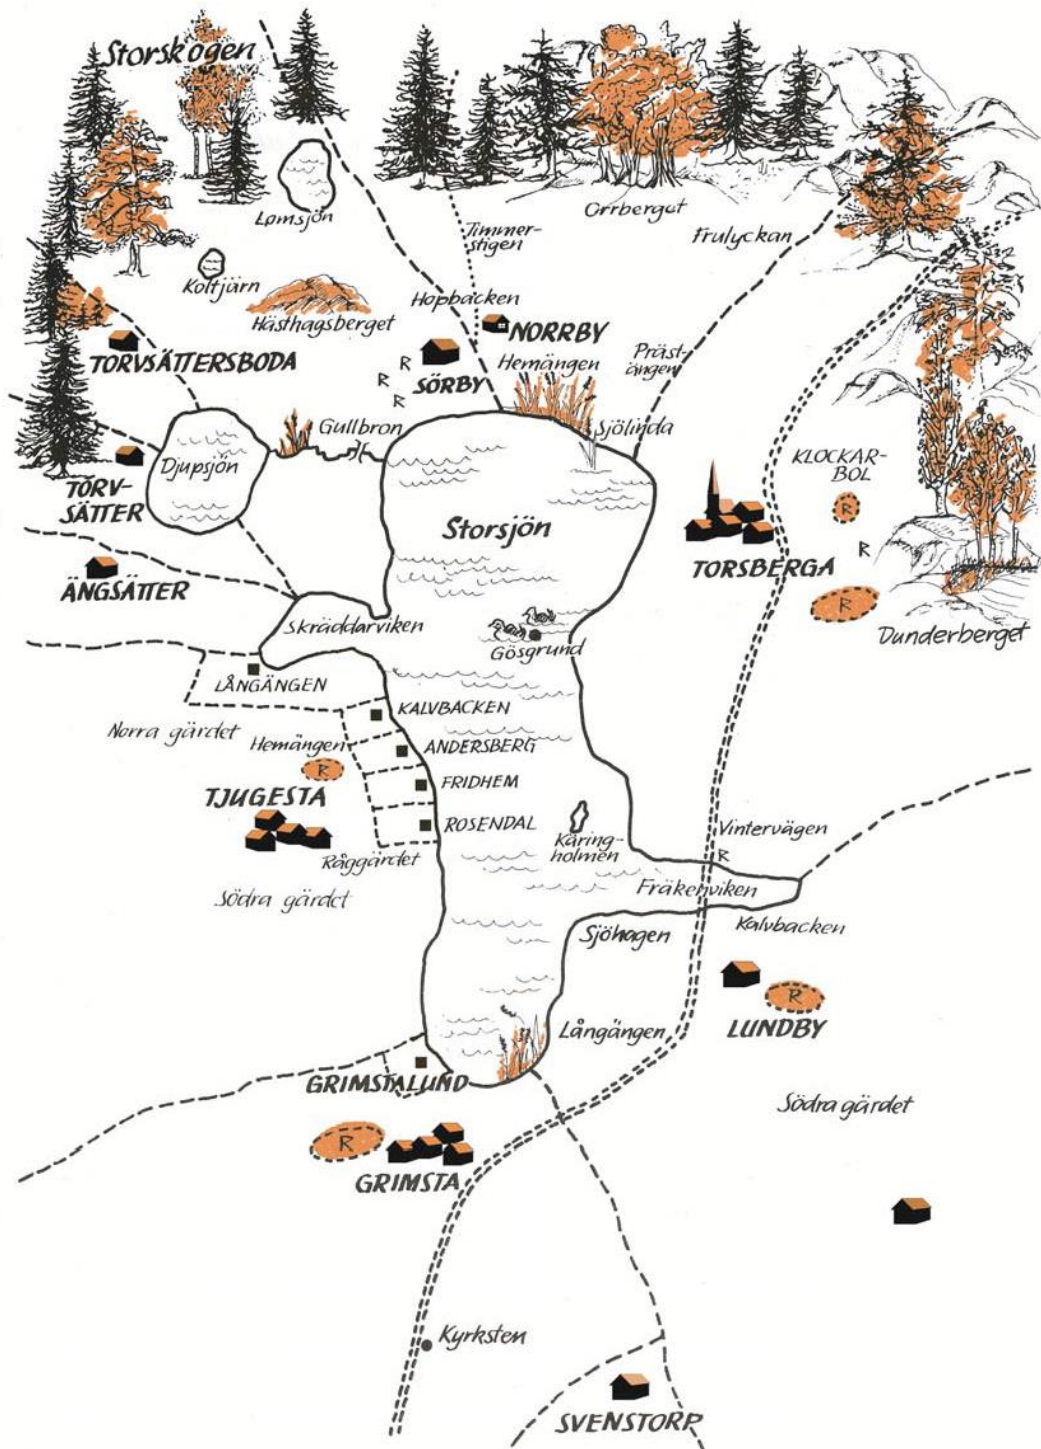 Storskogen
Lomsjön
Timmer-
stigen
Orrberget
Frulyckan
Koltjärn
Hästhagsberget
Hopbacken
NORRBY
TORVSÄTTERSBODA
R
R
R
SÖRBY
Hemängen
Präst-
ängen
Gullbron
Sjölinda
KLOCKAR-
BOL
R
Djupsjön
TORV-
SÄTTER
Storsjön
TORSBERGA
R
ÄNGSÄTTER
R
Skräddarviken
Gösgrund
Dunderberget
LÅNGÄNGEN
KALVBACKEN
Norra gärdet
Hemängen
ANDERSBERG
R
TJUGESTA
FRIDHEM
ROSENDAL
Käring-
holmen
Vintervägen
R
Råggärdet
Södra gärdet
Fräkenviken
Sjöhagen
Kalvbacken
R
LUNDBY
Långängen
GRIMSTALUND
Södra gärdet
R
GRIMSTA
Kyrksten
SVENSTORP